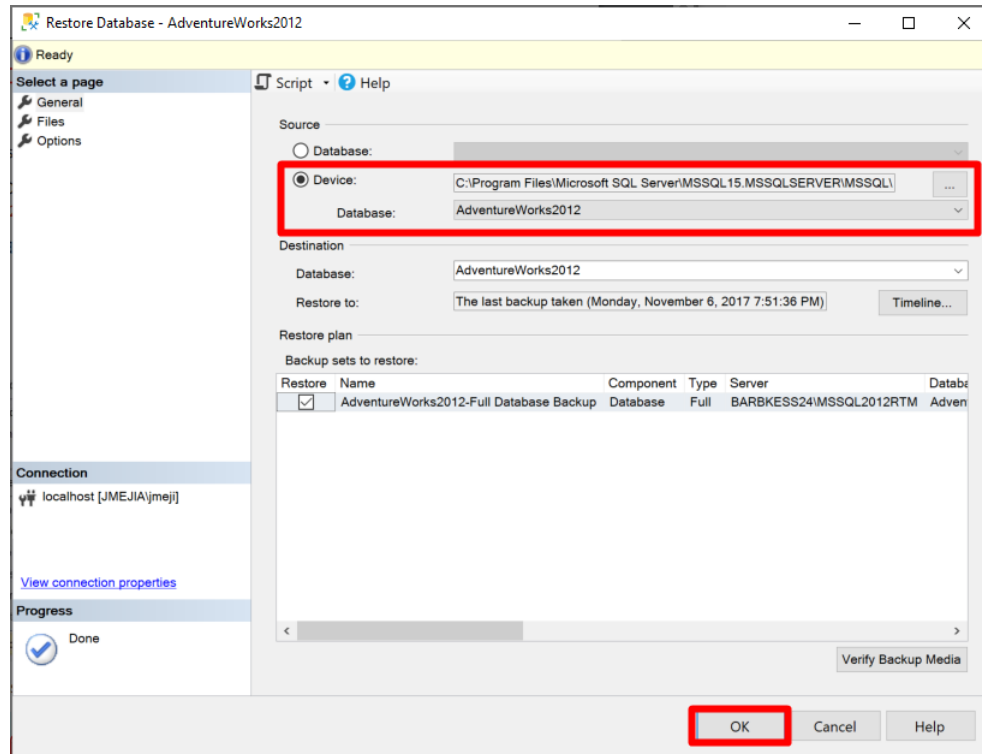 Restore Database - AdventureWorks2012
Ready
Select a page
General
Files
Options
Script
Help
Source
Database:
Device:
C:\Program Files\Microsoft SQL Server\MSSQL15.MSSQLSERVER\MSSQL\
...
Database:
AdventureWorks2012
Destination
Database:
AdventureWorks2012
Restore to:
The last backup taken (Monday, November 6, 2017 7:51:36 PM)
Timeline...
Restore plan
Backup sets to restore:
Restore Name Component Type Server Databa
AdventureWorks2012-Full Database Backup Database Full BARBKESS24\MSSQL2012RTM Adven
Connection
localhost [JMEJIA\jmeji]
View connection properties
Progress
Done
Verify Backup Media
OK Cancel Help